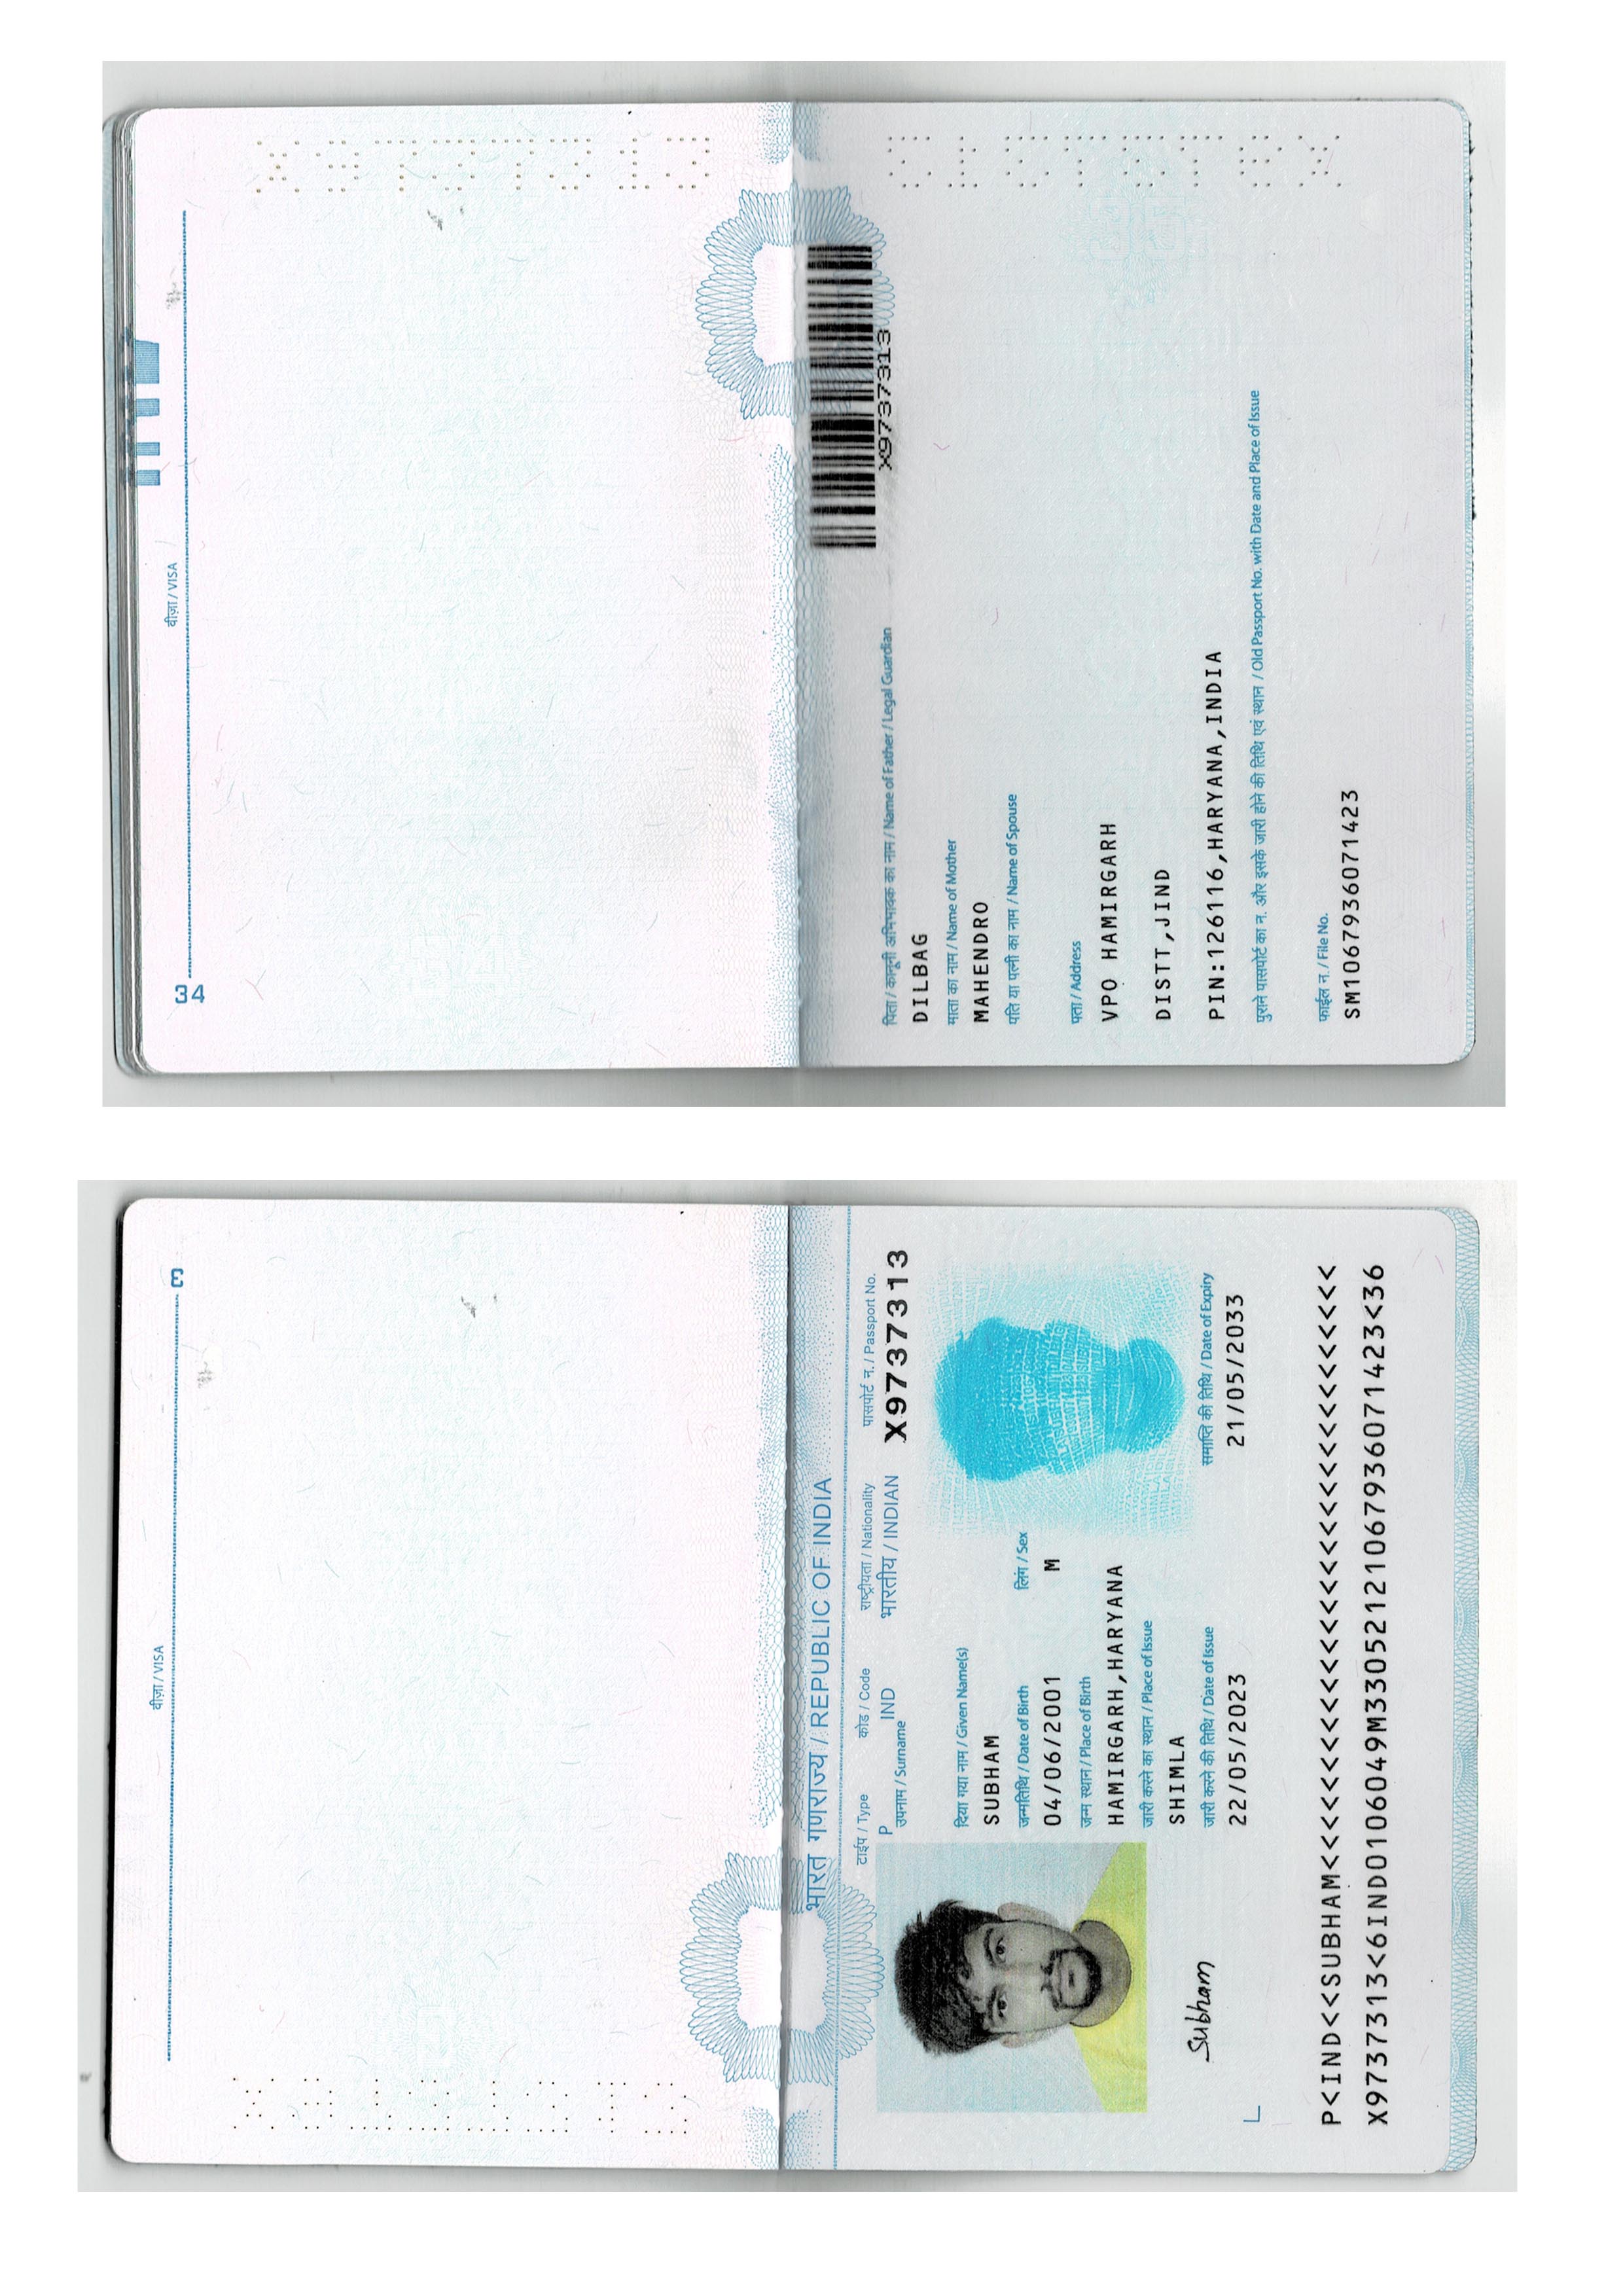 वीज़ा / VISA
3
भारत गणराज्य / REPUBLIC OF INDIA
टाईप / Type
कोड / Code
राष्ट्रीयता / Nationality
पासपोर्ट न. / Passport No.
P
IND
भारतीय / INDIAN
X9737313
उपनाम / Surname
दिया गया नाम / Given Name(s)
SUBHAM
जन्मतिथि / Date of Birth
लिंग / Sex
04/06/2001
M
जन्म स्थान / Place of Birth
HAMIRGARH,HARYANA
जारी करने का स्थान / Place of Issue
SHIMLA
जारी करने की तिथि / Date of Issue
समाप्ति की तिथि / Date of Expiry
22/05/2023
21/05/2033
Subham
P<IND<<SUBHAM<<<<<<<<<<<<<<<<<<<<<<<<<<<<<<<
X9737313<6IND0106049M33052121067936071423<36
34
वीज़ा / VISA
X9737313
पिता / कानूनी अभिभावक का नाम / Name of Father / Legal Guardian
DILBAG
माता का नाम / Name of Mother
MAHENDRO
पति या पत्नी का नाम / Name of Spouse
पता / Address
VPO HAMIRGARH
DISTT,JIND
PIN:126116,HARYANA,INDIA
पुराने पासपोर्ट का न. और इसके जारी होने की तिथि एवं स्थान / Old Passport No. with Date and Place of Issue
फाईल न. / File No.
SM1067936071423